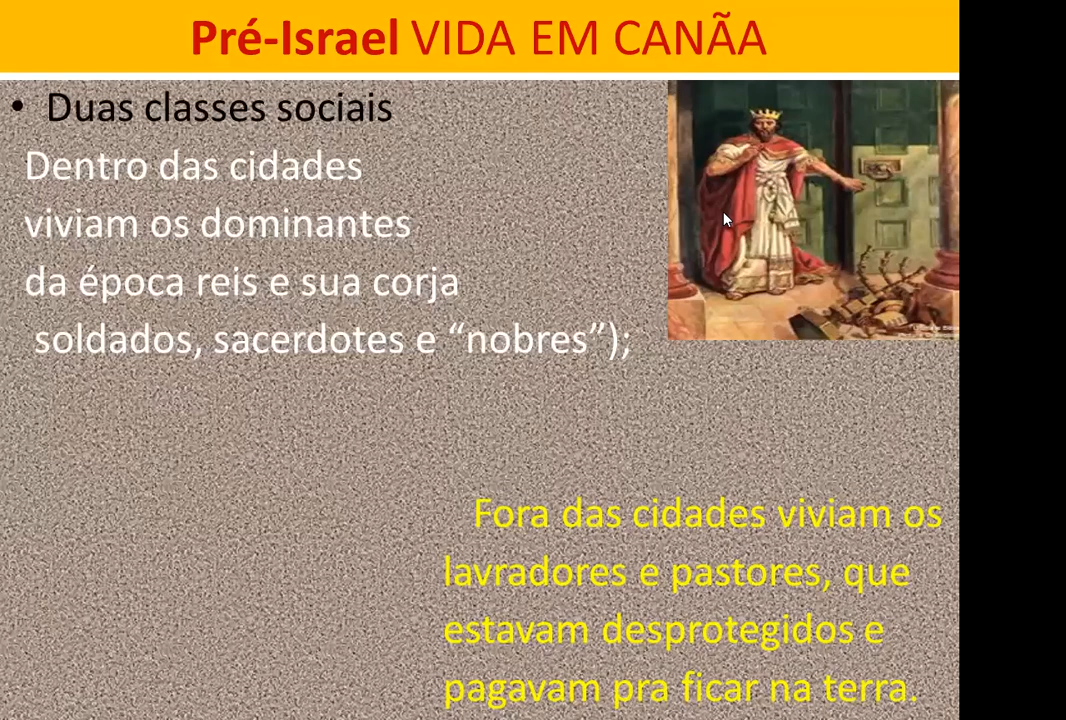 Pré-Israel VIDA EM CANÃA
• Duas classes sociais
Dentro das cidades
viviam os dominantes
da época reis e sua corja
soldados, sacerdotes e “nobres”);
Fora das cidades viviam os
lavradores e pastores, que
estavam desprotegidos e
pagavam pra ficar na terra.